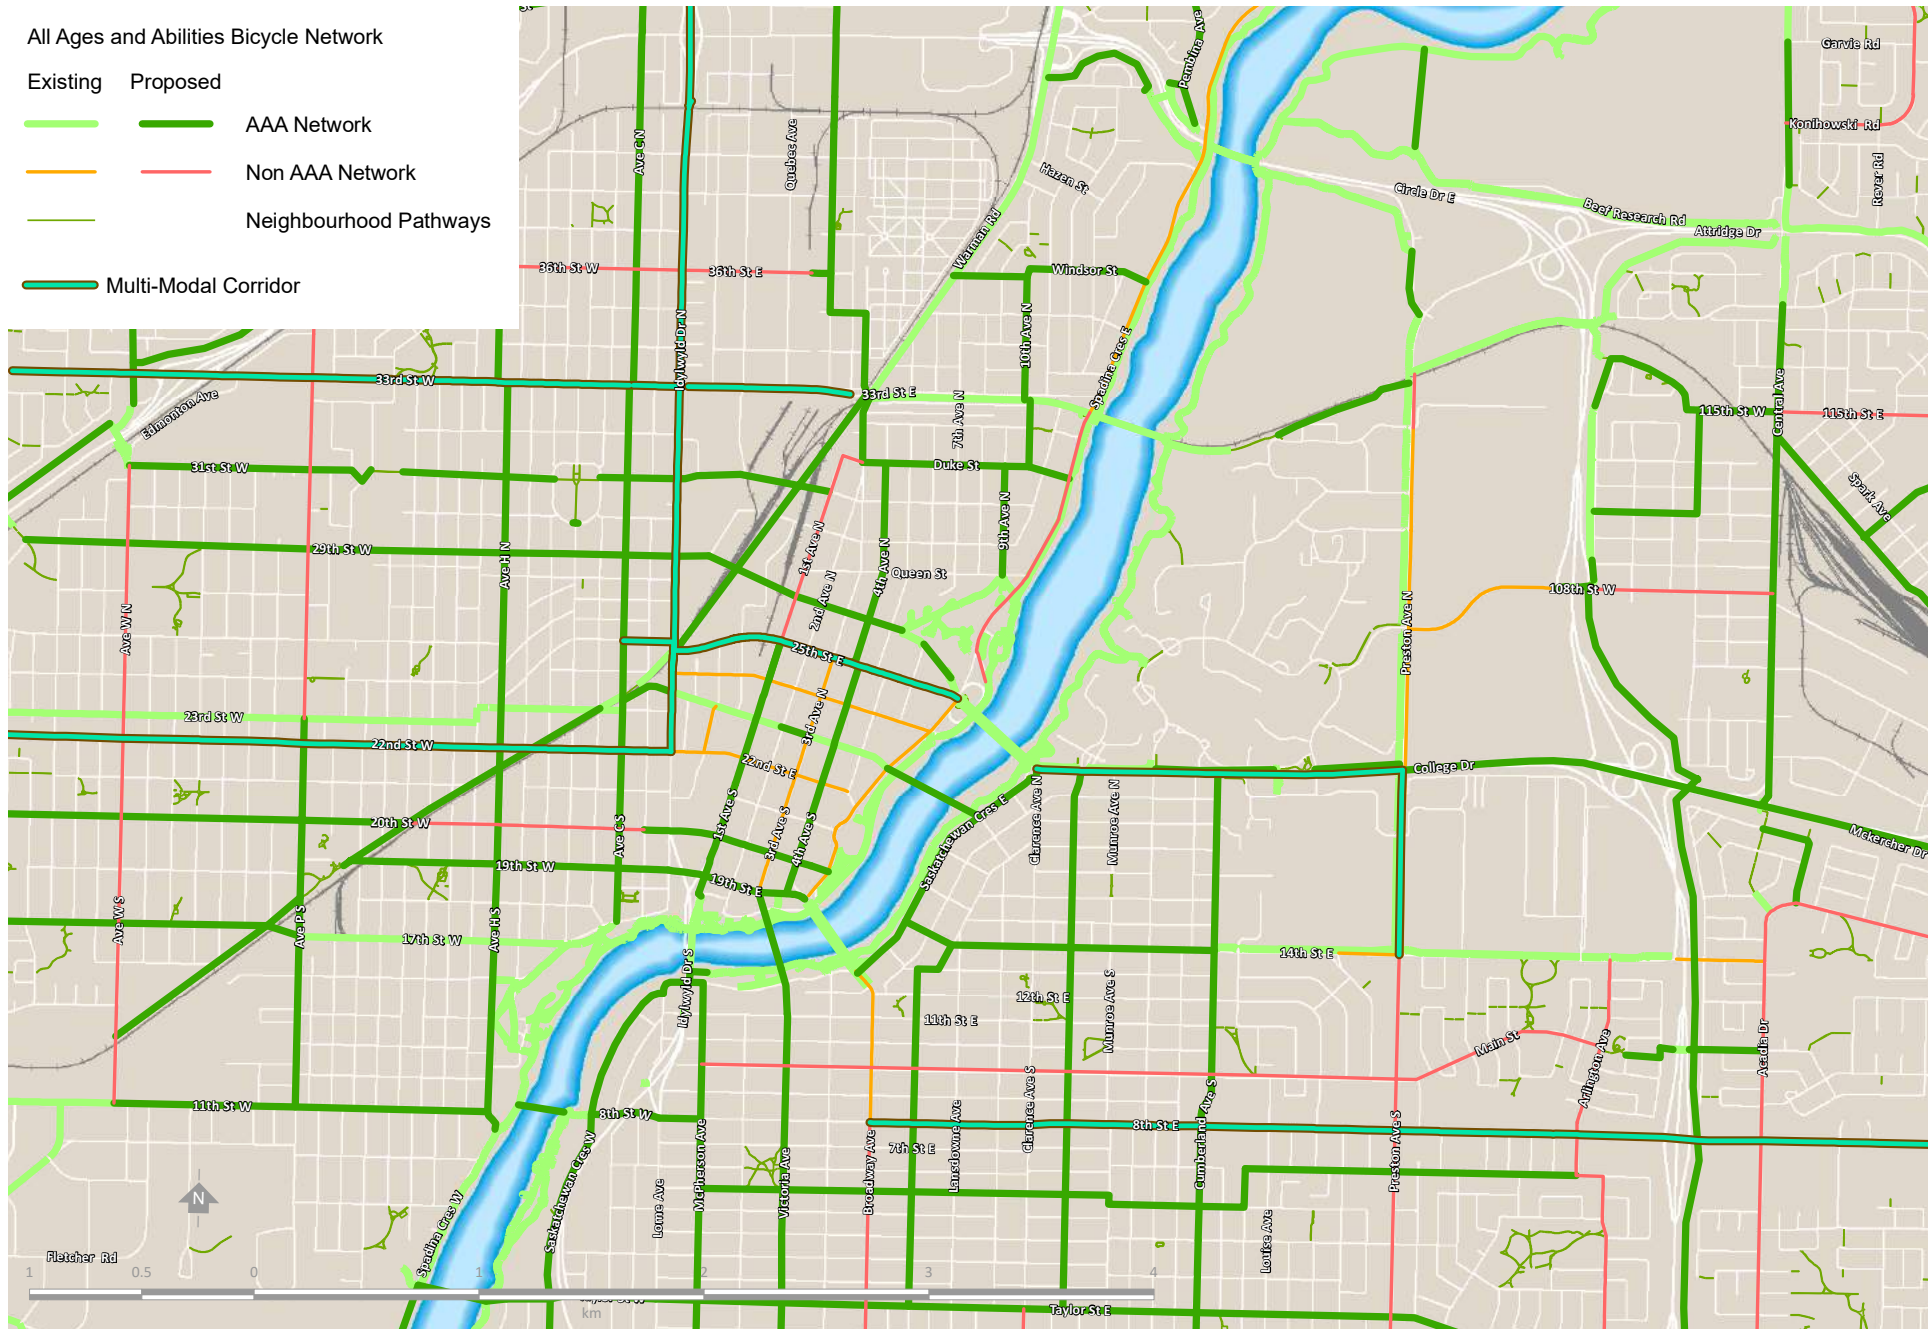 All Ages and Abilities Bicycle Network
Existing Proposed
AAA Network
Non AAA Network
Neighbourhood Pathways
Multi-Modal Corridor
St
Pembina Ave
Garvie Rd
Konihowski Rd
Rever Rd
Ave C N
Quebec Ave
Hazen St
Circle Dr E
Beef Research Rd
Attridge Dr
Warman Rd
36th St W
36th St E
Windsor St
Idylwyld Dr N
10th Ave N
Spadina Cres E
33rd St W
33rd St E
Edmonton Ave
7th Ave N
Central Ave
115th St W
115th St E
31st St W
Duke St
Spark Ave
9th Ave N
29th St W
Ave H N
1st Ave N
4th Ave N
Queen St
2nd Ave N
108th St W
Ave W N
Preston Ave N
25th St E
23rd St W
22nd St W
3rd Ave N
22nd St E
College Dr
1st Ave S
3rd Ave S
4th Ave S
Saskatchewan Cres E
Clarence Ave N
Munroe Ave N
20th St W
Ave C S
Mckercher Dr
19th St W
19th St E
Ave W S
Ave P S
Ave H S
17th St W
Idylwyld Dr S
14th St E
12th St E
11th St E
Munroe Ave S
Main St
Arlington Ave
Acadia Dr
11th St W
8th St W
8th St E
7th St E
Clarence Ave S
Cumberland Ave S
Preston Ave S
Lansdowne Ave
Broadway Ave
Victoria Ave
McPherson Ave
Lorne Ave
Saskatchewan Cres W
Spadina Cres W
Louise Ave
N
Fletcher Rd
1 0.5 0 1 2 3 4
km
Taylor St W
Taylor St E